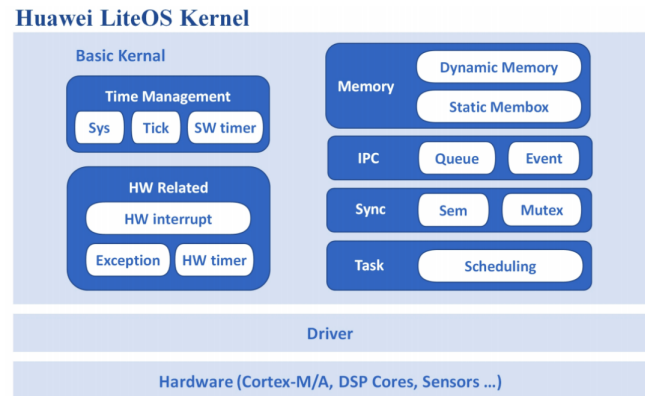 Huawei LiteOS Kernel
Basic Kernal
Time Management
Sys
Tick
SW timer
HW Related
HW interrupt
Exception
HW timer
Memory
Dynamic Memory
Static Membox
IPC
Queue
Event
Sync
Sem
Mutex
Task
Scheduling
Driver
Hardware (Cortex-M/A, DSP Cores, Sensors ...)